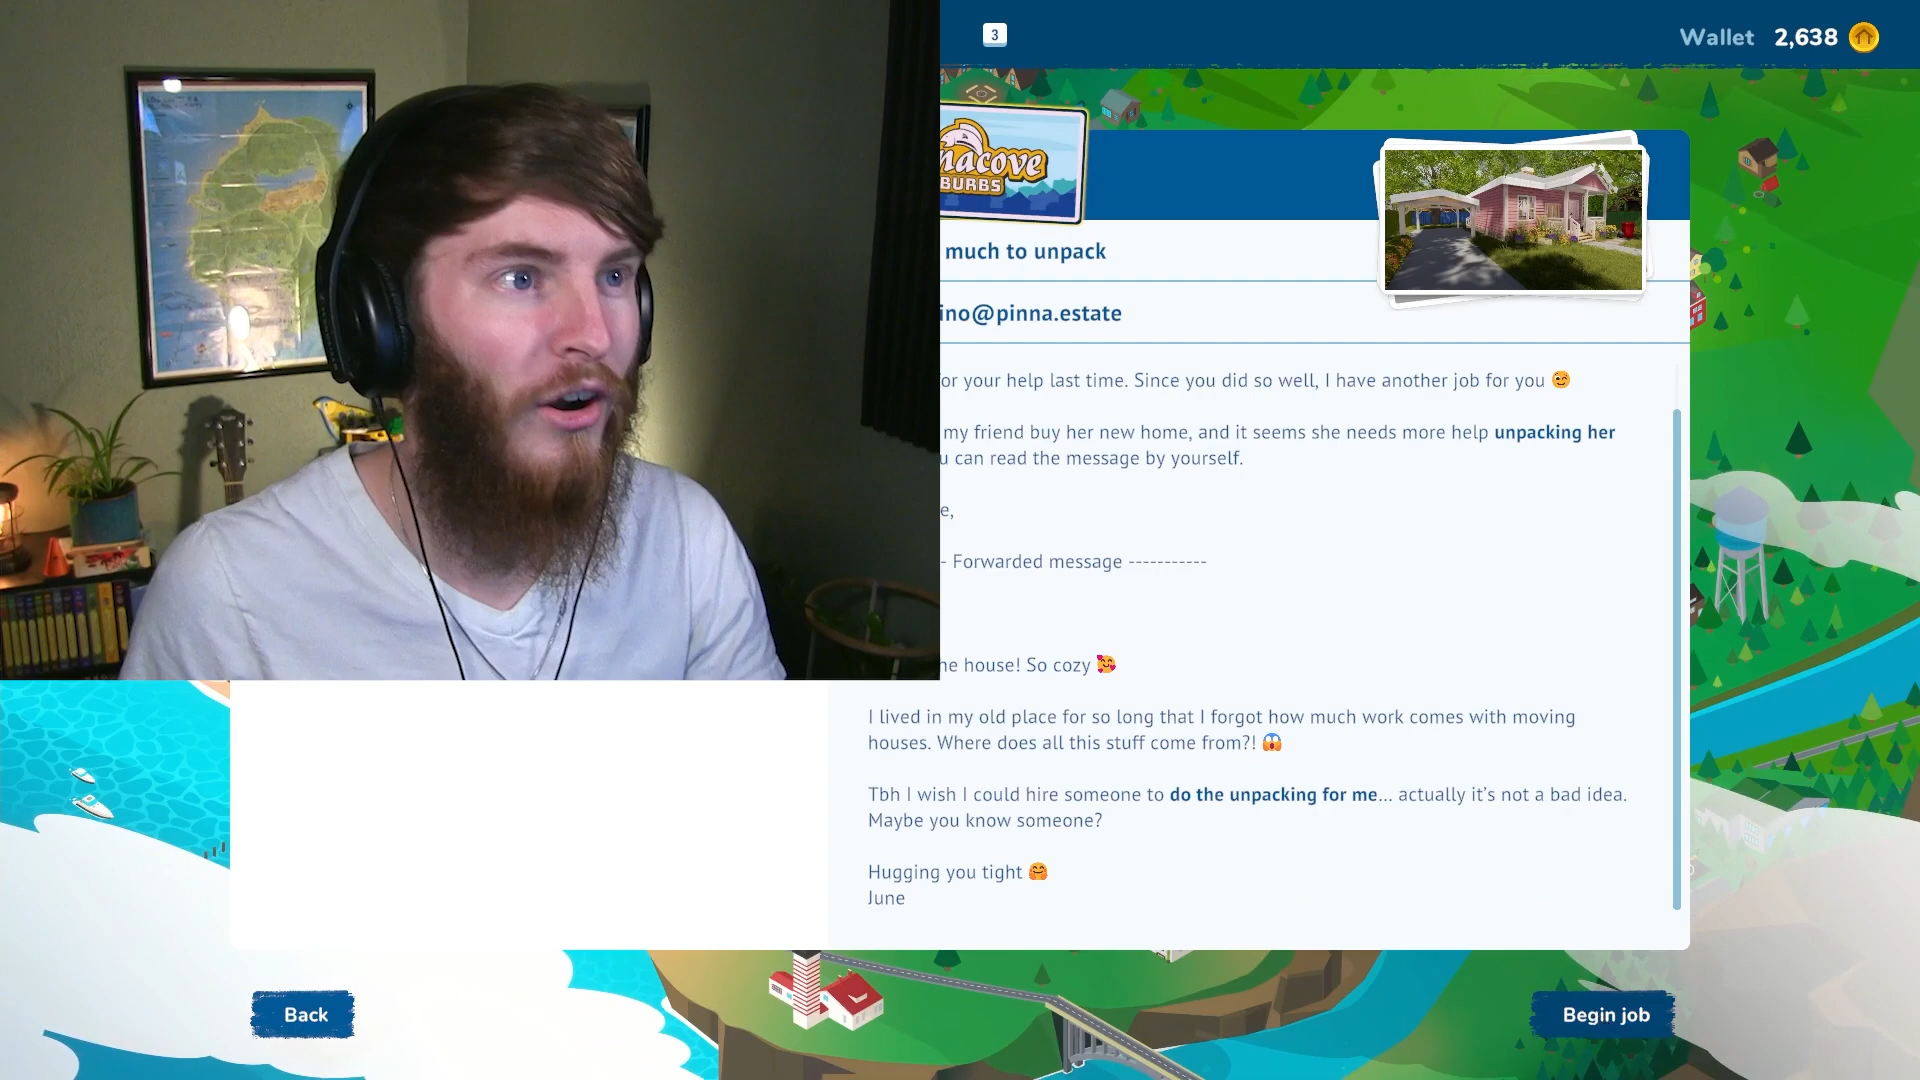 3
Wallet 2,638
nacove
BURBS
much to unpack
ino@pinna.estate
or your help last time. Since you did so well, I have another job for you 😊
my friend buy her new home, and it seems she needs more help unpacking her
u can read the message by yourself.
e,
- Forwarded message -----------
he house! So cozy 🥰
I lived in my old place for so long that I forgot how much work comes with moving
houses. Where does all this stuff come from?! 😱
Tbh I wish I could hire someone to do the unpacking for me... actually it's not a bad idea.
Maybe you know someone?
Hugging you tight 🤗
June
Back
Begin job